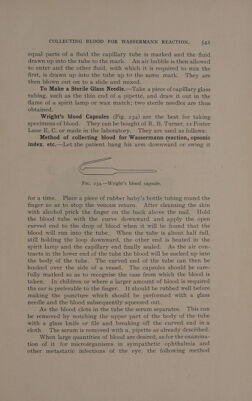 COLLECTING BLOOD FOR WASSERMANN REACTION. 541
equal parts of a fluid the capillary tube is marked and the fluid
drawn up into the tube to the mark. An air bubble is then allowed
to enter and the other fluid, with which it is required to mix the
first, is drawn up into the tube up to the same mark. They are
then blown out on to a slide and mixed.
To Make a Sterile Glass Needle.—Take a piece of capillary glass
tubing, such as the thin end of a pipette, and draw it out in the
flame of a spirit lamp or wax match; two sterile needles are thus
obtained.
Wright's blood Capsules (Fig. 234) are the best for taking
specimens of blood. They can be bought of R. B. Turner, 12 Foster
Lane E. C. or made in the laboratory. They are used as follows:
Method of collecting blood for Wassermann reaction, opsonic
index, etc.—Let the patient hang his arm downward or swing it
FIG. 234.—Wright's blood capsule.
for a time. Place a piece of rubber baby's bottle tubing round the
finger so as to stop the venous return. After cleansing the skin
with alcohol prick the finger on the back above the nail. Hold
the blood tube with the curve downward and apply the open
curved end to the drop of blood when it will be found that the
blood will run into the tube. When the tube is about half full,
still holding the loop downward, the other end is heated in the
spirit lamp and the capillary end finally sealed. As the air con-
tracts in the lower end of the tube the blood will be sucked up into
the body of the tube. The curved end of the tube can then be
hooked over the side of a vessel. The capsules should be care-
fully marked so as to recognise the case from which the blood is
taken. In children or where a larger amount of blood is required
the ear is preferable to the finger. It should be rubbed well before
making the puncture which should be performed with a glass
needle and the blood subsequently squeezed out.
As the blood clots in the tube the serum separates. This can
be removed by notching the upper part of the body of the tube
with a glass knife or file and breaking off the curved end in a
cloth. The serum is removed with a, pipette as already described.
When large quantities of blood are desired, as for the examina-
tion of it for microörganisms in sympathetic ophthalmia and
other metastatic infections of the eye, the following method